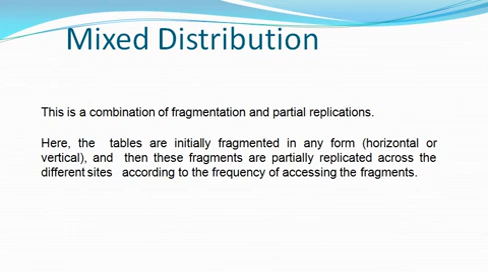 Mixed Distribution
This is a combination of fragmentation and partial replications.
Here, the tables are initially fragmented in any form (horizontal or
vertical), and then these fragments are partially replicated across the
different sites according to the frequency of accessing the fragments.